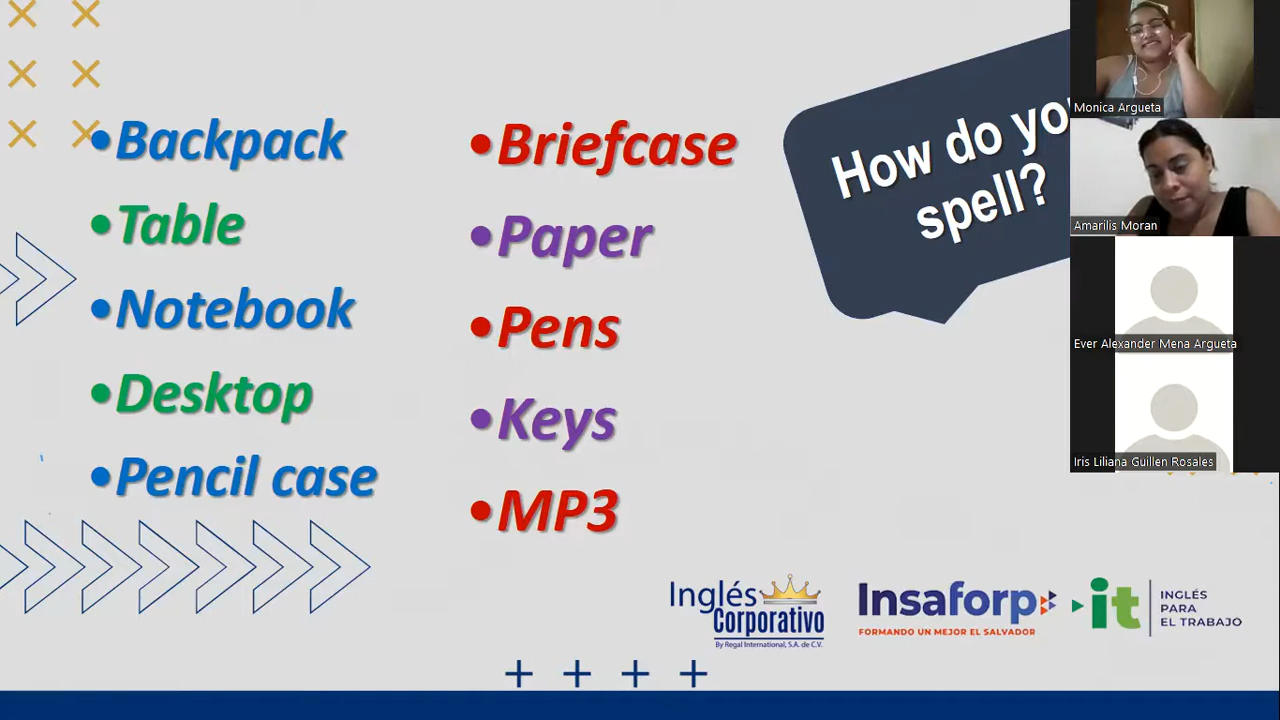 •Backpack
•Table
•Notebook
•Desktop
•Pencil case
•Briefcase
•Paper
•Pens
•Keys
•MP3
How do yo
spell?
Monica Argueta
Amarilis Moran
Ever Alexander Mena Argueta
Iris Liliana Guillen Rosales
Inglés
Corporativo
By Regal International, S.A. de C.V.
Insaforp
FORMANDO UN MEJOR EL SALVADOR
it
INGLÉS
PARA
EL TRABAJO